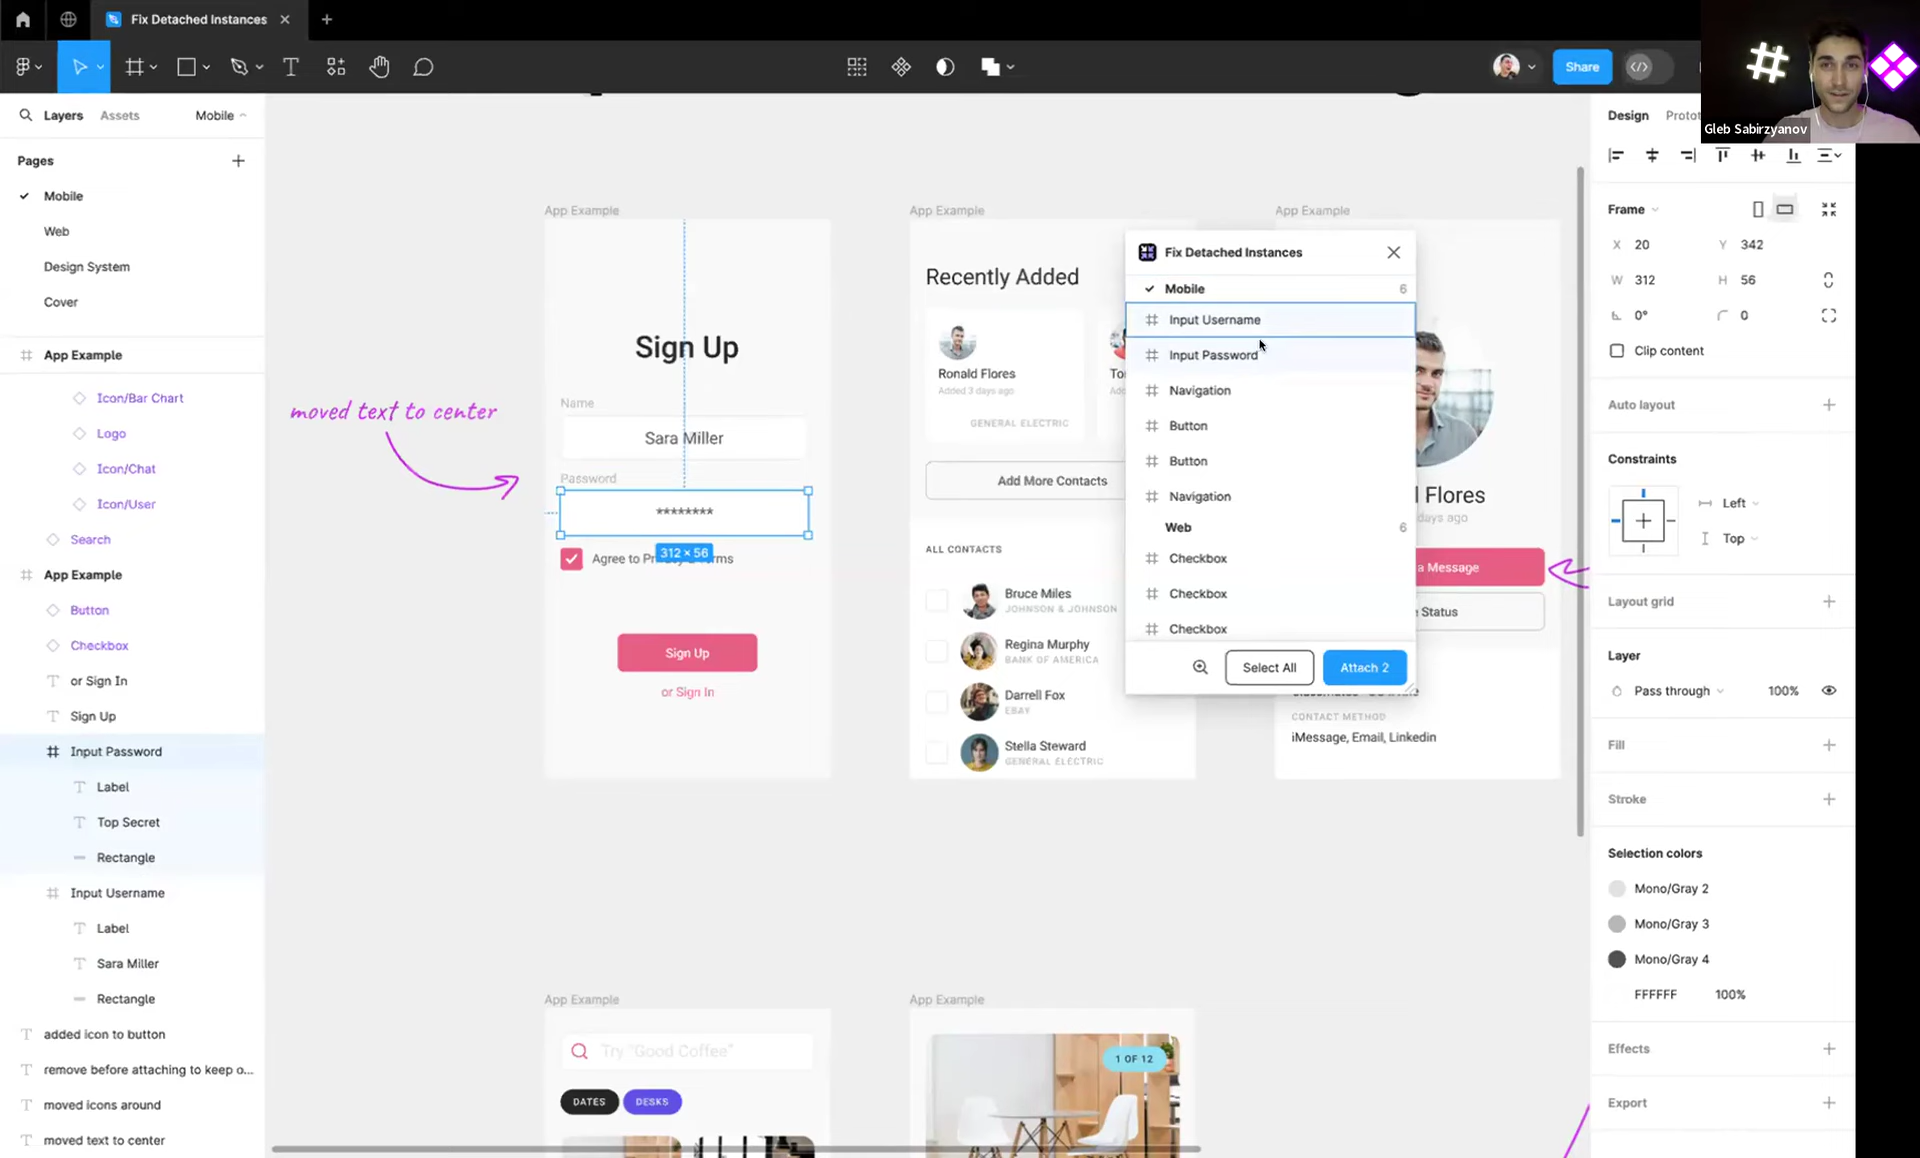 Fix Detached Instances
Share
Gleb Sabirzyanov
Layers
Assets
Mobile
Pages
Mobile
Web
Design System
Cover
App Example
Icon/Bar Chart
Logo
Icon/Chat
Icon/User
Search
App Example
Button
Checkbox
or Sign In
Sign Up
Input Password
Label
Top Secret
Rectangle
Input Username
Label
Sara Miller
Rectangle
added icon to button
remove before attaching to keep o...
moved icons around
moved text to center
moved text to center
App Example
Sign Up
Name
Sara Miller
Password
********
312 × 56
Agree to Pr
rms
Sign Up
or Sign In
App Example
Recently Added
Ronald Flores
Added 3 days ago
GENERAL ELECTRIC
Add More Contacts
ALL CONTACTS
Bruce Miles
JOHNSON & JOHNSON
Regina Murphy
BANK OF AMERICA
Darrell Fox
EBAY
Stella Steward
GENERAL ELECTRIC
App Example
l Flores
days ago
a Message
Status
CONTACT METHOD
iMessage, Email, Linkedin
Fix Detached Instances
Mobile 6
Input Username
Input Password
Navigation
Button
Button
Navigation
Web 6
Checkbox
Checkbox
Checkbox
Select All
Attach 2
App Example
Try "Good Coffee"
DATES
DESKS
App Example
1 OF 12
Design
Protot
Frame
X 20 Y 342
W 312 H 56
0° 0
Clip content
Auto layout
Constraints
Left
Top
Layout grid
Layer
Pass through 100%
Fill
Stroke
Selection colors
Mono/Gray 2
Mono/Gray 3
Mono/Gray 4
FFFFFF 100%
Effects
Export